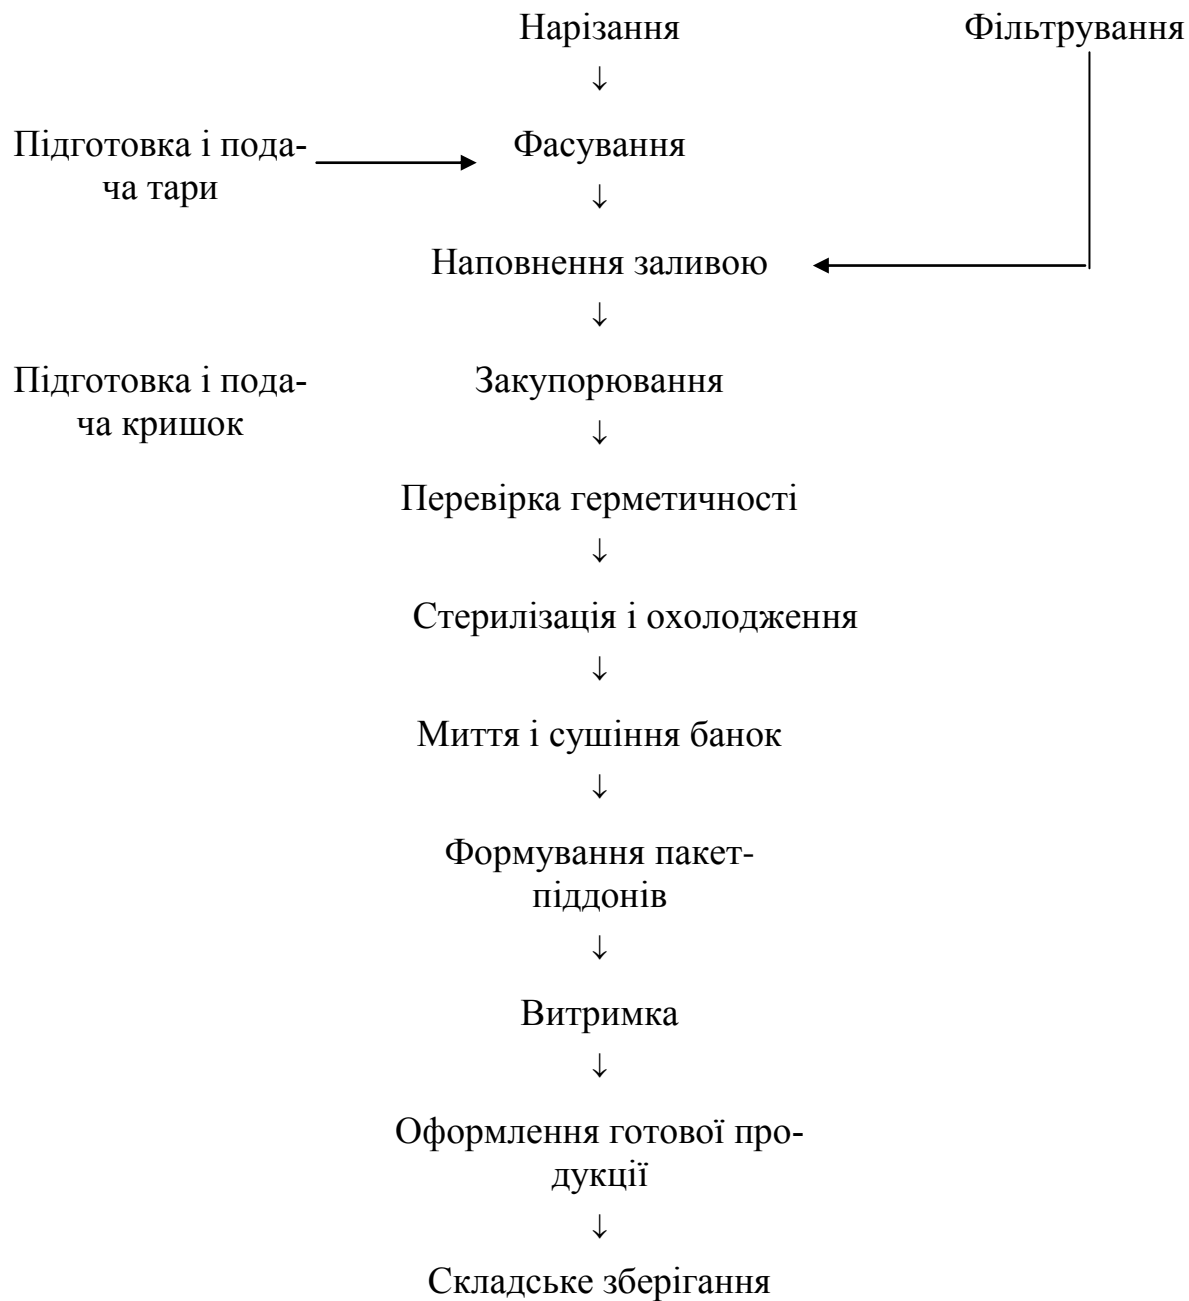 Нарізання
Фільтрування
↓
Підготовка і пода-
ча тари
Фасування
↓
Наповнення заливою
↓
Підготовка і пода-
ча кришок
Закупорювання
↓
Перевірка герметичності
↓
Стерилізація і охолодження
↓
Миття і сушіння банок
↓
Формування пакет-
піддонів
↓
Витримка
↓
Оформлення готової про-
дукції
↓
Складське зберігання